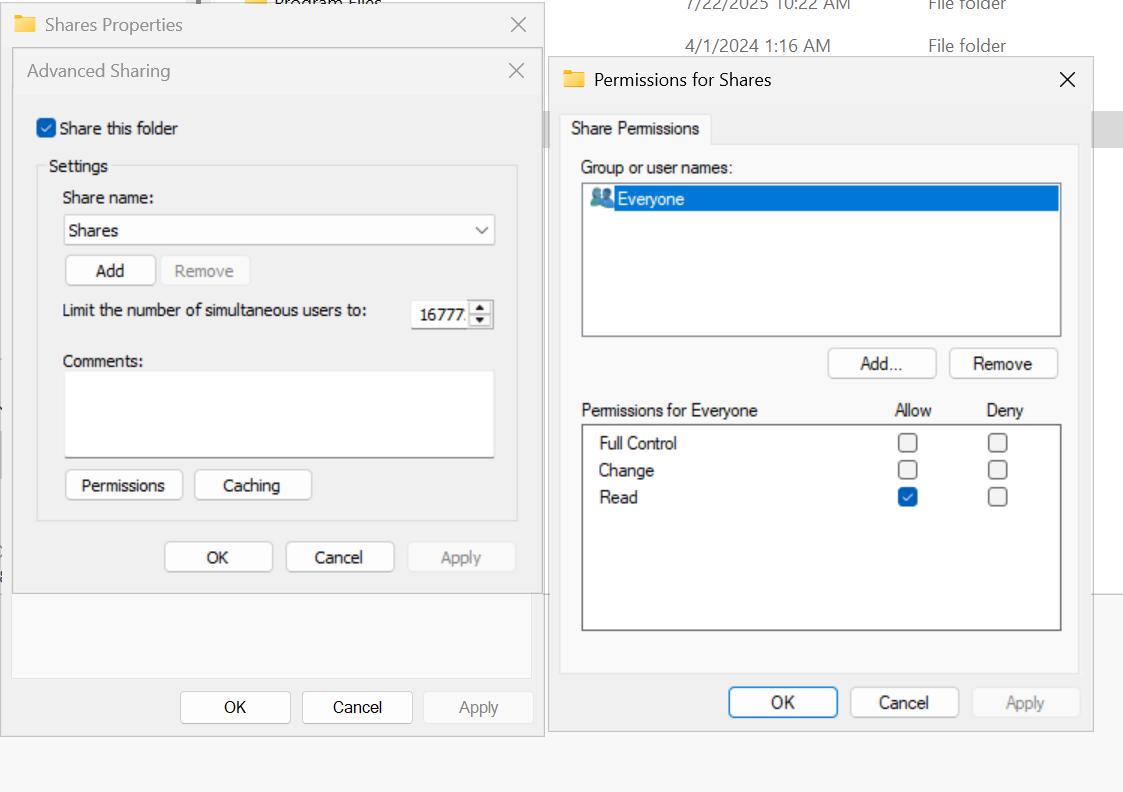 Program Files
7/22/2025 10:22 AM File folder
4/1/2024 1:16 AM File folder
Shares Properties
Advanced Sharing
Share this folder
Settings
Share name:
Shares
Add Remove
Limit the number of simultaneous users to: 16777
Comments:
Permissions Caching
OK Cancel Apply
OK Cancel Apply
Permissions for Shares
Share Permissions
Group or user names:
Everyone
Add... Remove
Permissions for Everyone Allow Deny
Full Control
Change
Read
OK Cancel Apply